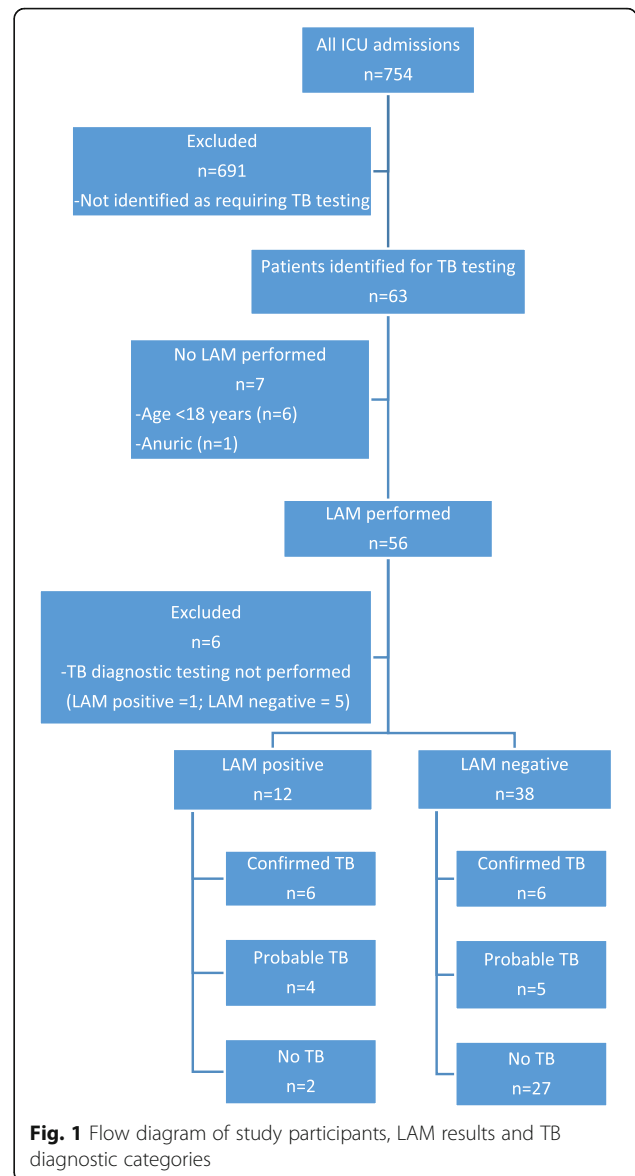 All ICU admissions
n=754
Excluded
n=691
-Not identified as requiring TB testing
Patients identified for TB testing
n=63
No LAM performed
n=7
-Age <18 years (n=6)
-Anuric (n=1)
LAM performed
n=56
Excluded
n=6
-TB diagnostic testing not performed
(LAM positive =1; LAM negative = 5)
LAM positive
n=12
LAM negative
n=38
Confirmed TB
n=6
Confirmed TB
n=6
Probable TB
n=4
Probable TB
n=5
No TB
n=2
No TB
n=27
Fig. 1 Flow diagram of study participants, LAM results and TB
diagnostic categories